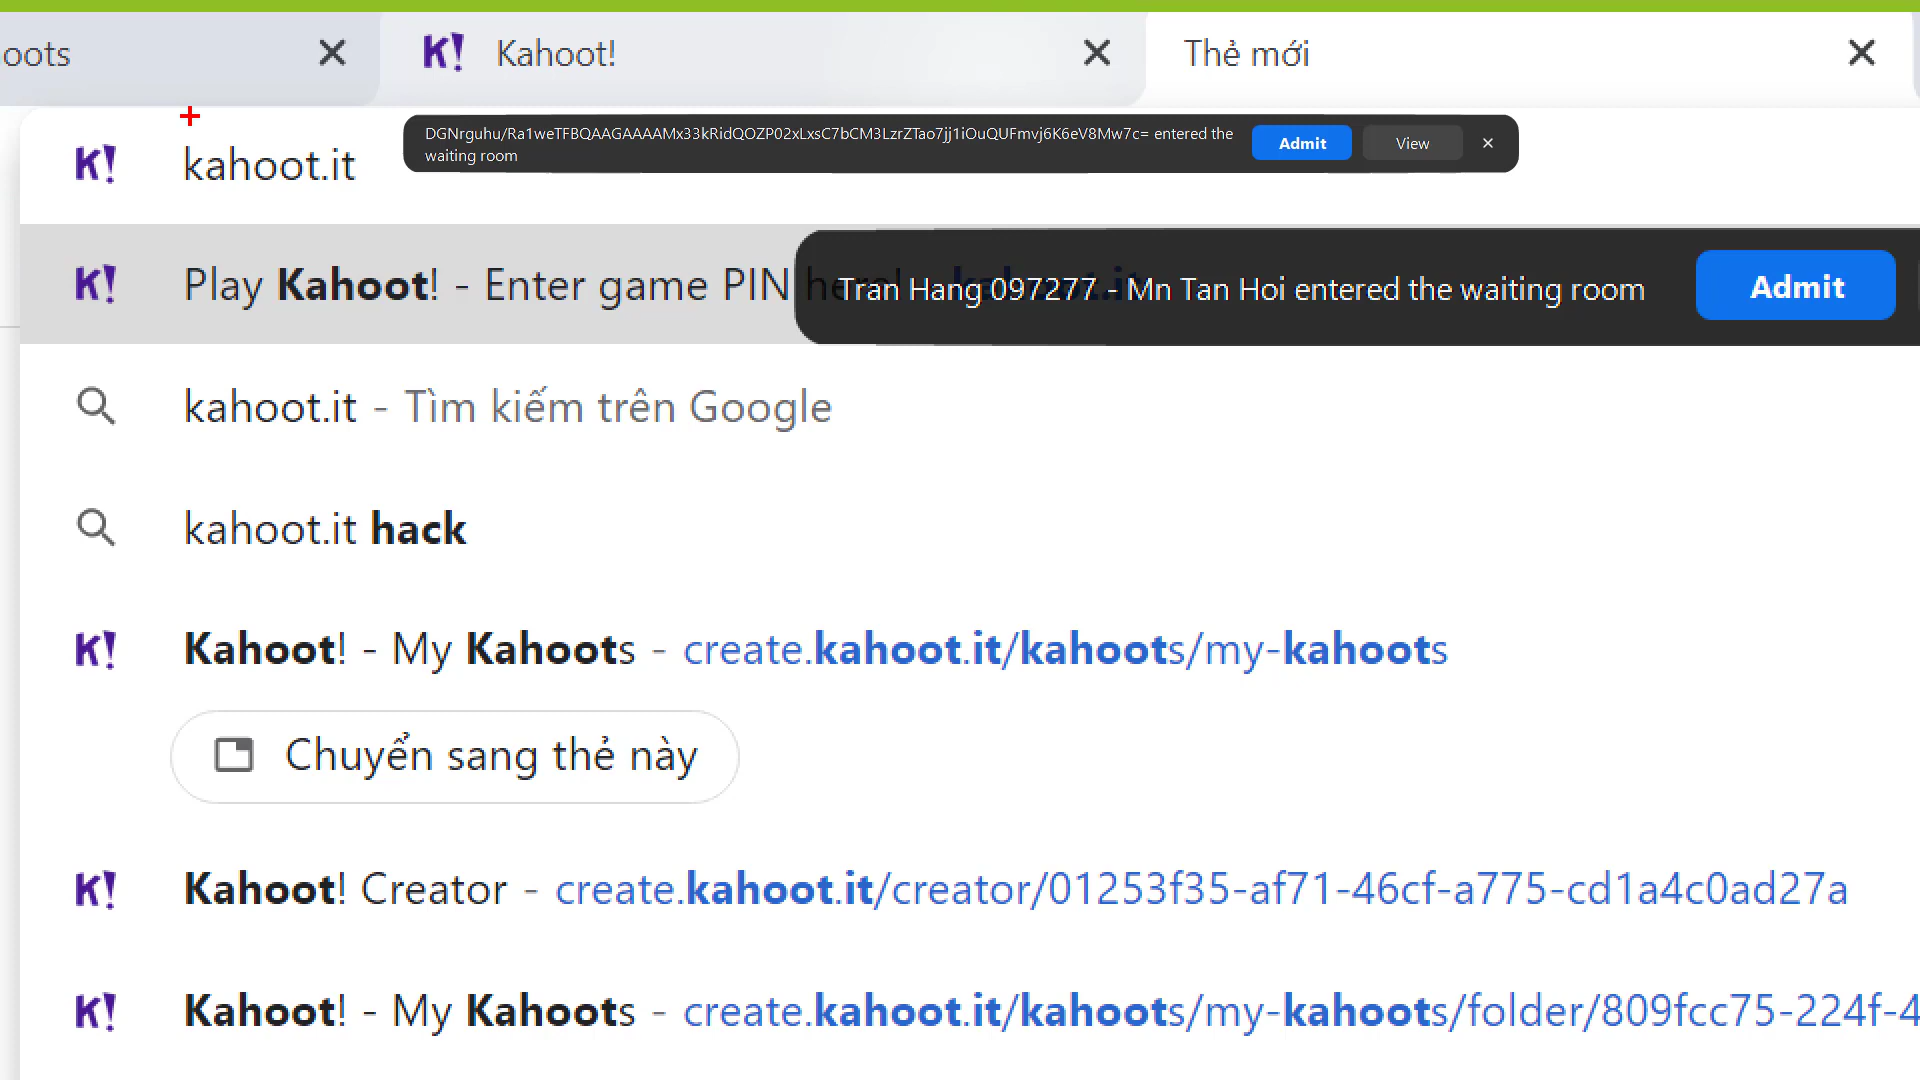 oots
K! Kahoot!
Thẻ mới
K! kahoot.it
DGNrguhu/Ra1weTFBQAAGAAAAMx33kRidQOZP02xLxsC7bCM3LzrZTao7jj1iOuQUFmvj6K6eV8Mw7c= entered the
waiting room
Admit
View
K! Play Kahoot! - Enter game PIN here! - kahoot.it
Tran Hang 097277 - Mn Tan Hoi entered the waiting room
Admit
kahoot.it - Tìm kiếm trên Google
kahoot.it hack
K! Kahoot! - My Kahoots - create.kahoot.it/kahoots/my-kahoots
Chuyển sang thẻ này
K! Kahoot! Creator - create.kahoot.it/creator/01253f35-af71-46cf-a775-cd1a4c0ad27a
K! Kahoot! - My Kahoots - create.kahoot.it/kahoots/my-kahoots/folder/809fcc75-224f-4